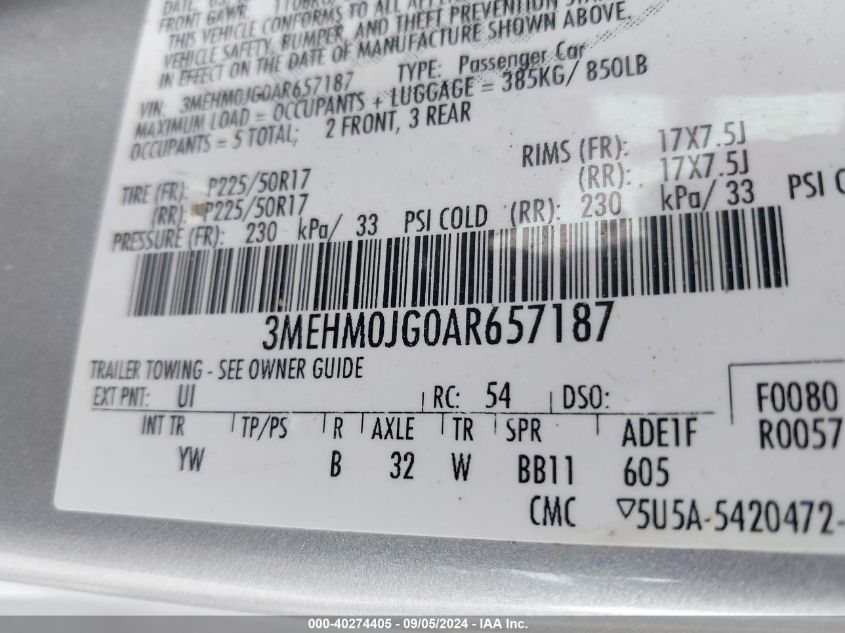 FRONT GAWR:
THIS VEHICLE CONFORMS TO ALL APPLICABLE
VEHICLE SAFETY, BUMPER, AND THEFT PREVENTION
IN EFFECT ON THE DATE OF MANUFACTURE SHOWN ABOVE.
VIN: 3MEHM0JG0AR657187 TYPE: Passenger Car
MAXIMUM LOAD = OCCUPANTS + LUGGAGE = 385KG/ 850LB
OCCUPANTS = 5 TOTAL; 2 FRONT, 3 REAR
RIMS (FR): 17X7.5J
TIRE (FR): P225/50R17 (RR): 17X7.5J
(RR): P225/50R17
PRESSURE (FR): 230 kPa/ 33 PSI COLD (RR): 230 kPa/ 33 PSI C
3MEHM0JG0AR657187
TRAILER TOWING - SEE OWNER GUIDE
EXT PNT: UI RC: 54 DSO: F0080
INT TR TP/PS R AXLE TR SPR ADE1F R0057
YW B 32 W BB11 605
CMC ▽5U5A-5420472-
000-40274405 - 09/05/2024 - IAA Inc.